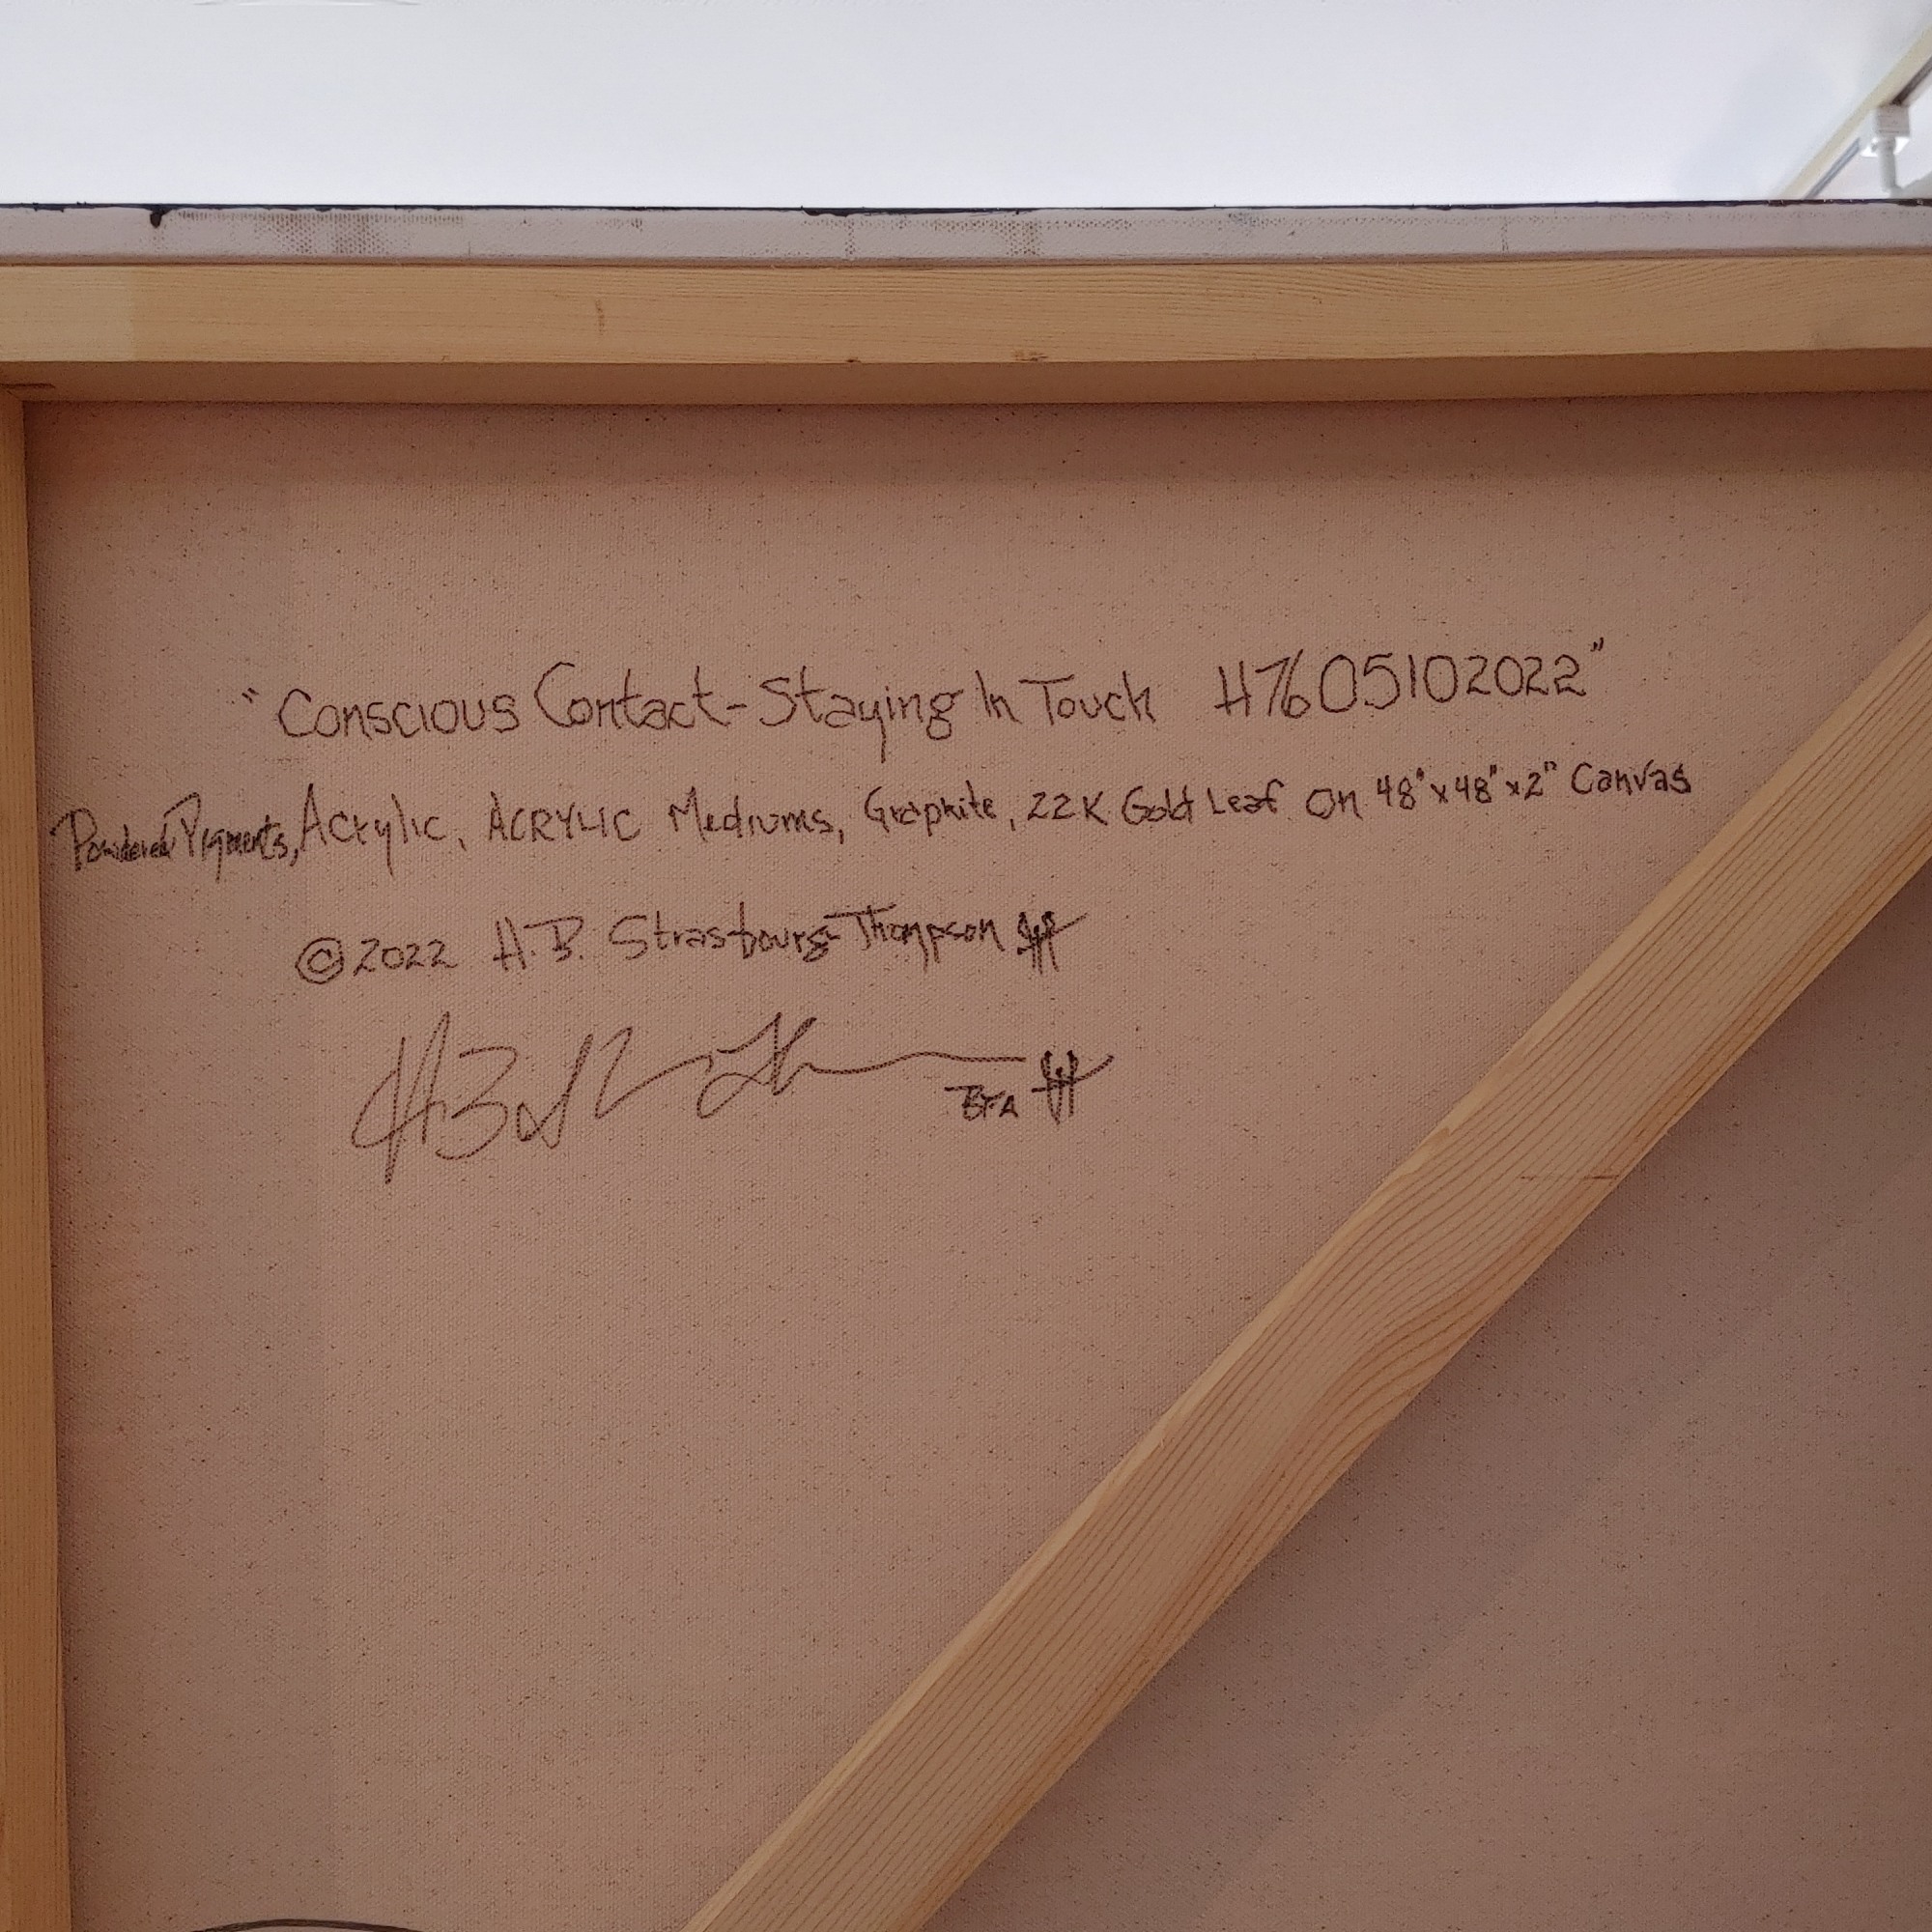 "Conscious Contact-Staying In Touch H7605102022"
Powdered Pigments, Acrylic, ACRYLIC Mediums, Graphite, 22K Gold Leaf On 48"x48"x2" Canvas
©2022 H.B. Strasbourg-Thompson
BFA